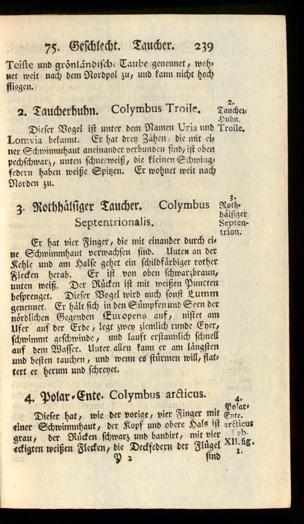 75. Geschlecht. Taucher. 239
Teiste und grönländische Taube genennet, woh-
net weit nach dem Nordpol zu, und kann nicht hoch
fliegen.
2. Taucherhuhn. Colymbus Troile.
2.
Taucher-
Huhn.
Troile.
Dieser Vogel ist unter dem Namen Uria und
Lomvia bekannt. Er hat drey Zähen, die mit ei-
ner Schwimmhaut aneinander verbunden sind, ist oben
pechschwarz, unten schneeweiß, die kleinen Schwing-
federn haben weiße Spitzen. Er wohnet weit nach
Norden zu.
3. Rothhälsiger Taucher. Colymbus
Septentrionalis.
3.
Roth-
hälsiger
Septen-
trion.
Er hat vier Finger, die mit einander durch ei-
ne Schwimmhaut verwachsen sind. Unten an der
Kehle und am Halse gehet ein schildfärbiger rother
Flecken herab. Er ist von oben schwarzbraun,
unten weiß. Der Rücken ist mit weißen Puncten
besprenget. Dieser Vogel wird auch sonst Lumm
genennet. Er hält sich in den Sümpfen und Seen der
nördlichen Gegenden Europens auf, nistet am
Ufer auf der Erde, legt zwey ziemlich runde Eyer,
schwimmt geschwinde, und lauft erstaunlich schnell
auf dem Wasser. Unter allen kann er am längsten
und besten tauchen, und wenn es stürmen will, flat-
tert er herum und schreyet.
4. Polar-Ente. Colymbus arcticus.
4.
Polar-
Ente.
arcticus
Tab.
XII. fig.
1.
Dieser hat, wie der vorige, vier Finger mit
einer Schwimmhaut, der Kopf und obere Hals ist
grau, der Rücken schwarz und bandirt, mit vier
eckigten weißen Flecken, die Deckfedern der Flügel
P 2 sind